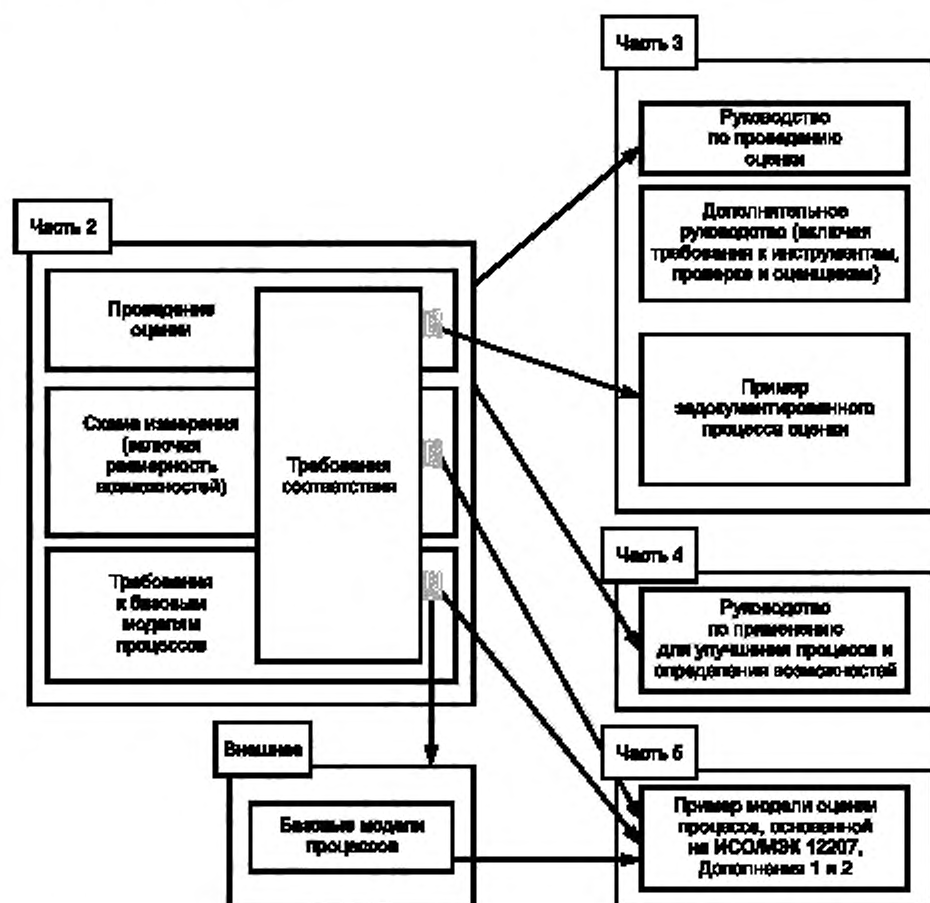 Часть 3
Руководство
по проведению
оценки
Дополнительное
руководство (включая
требования к инструментам,
проверке и оценщикам)
Пример
задокументированного
процесса оценки
Часть 2
Проведение
оценки
Схема измерения
(включая
размерность
возможностей)
Требования
к базовым
моделям
процессов
Требования
соответствия
Часть 4
Руководство
по применению
для улучшения процесса и
определения возможностей
Внешнее
Базовые модели
процессов
Часть 5
Пример модели оценки
процесса, основанной
на ИСО/МЭК 12207,
Дополнения 1 и 2